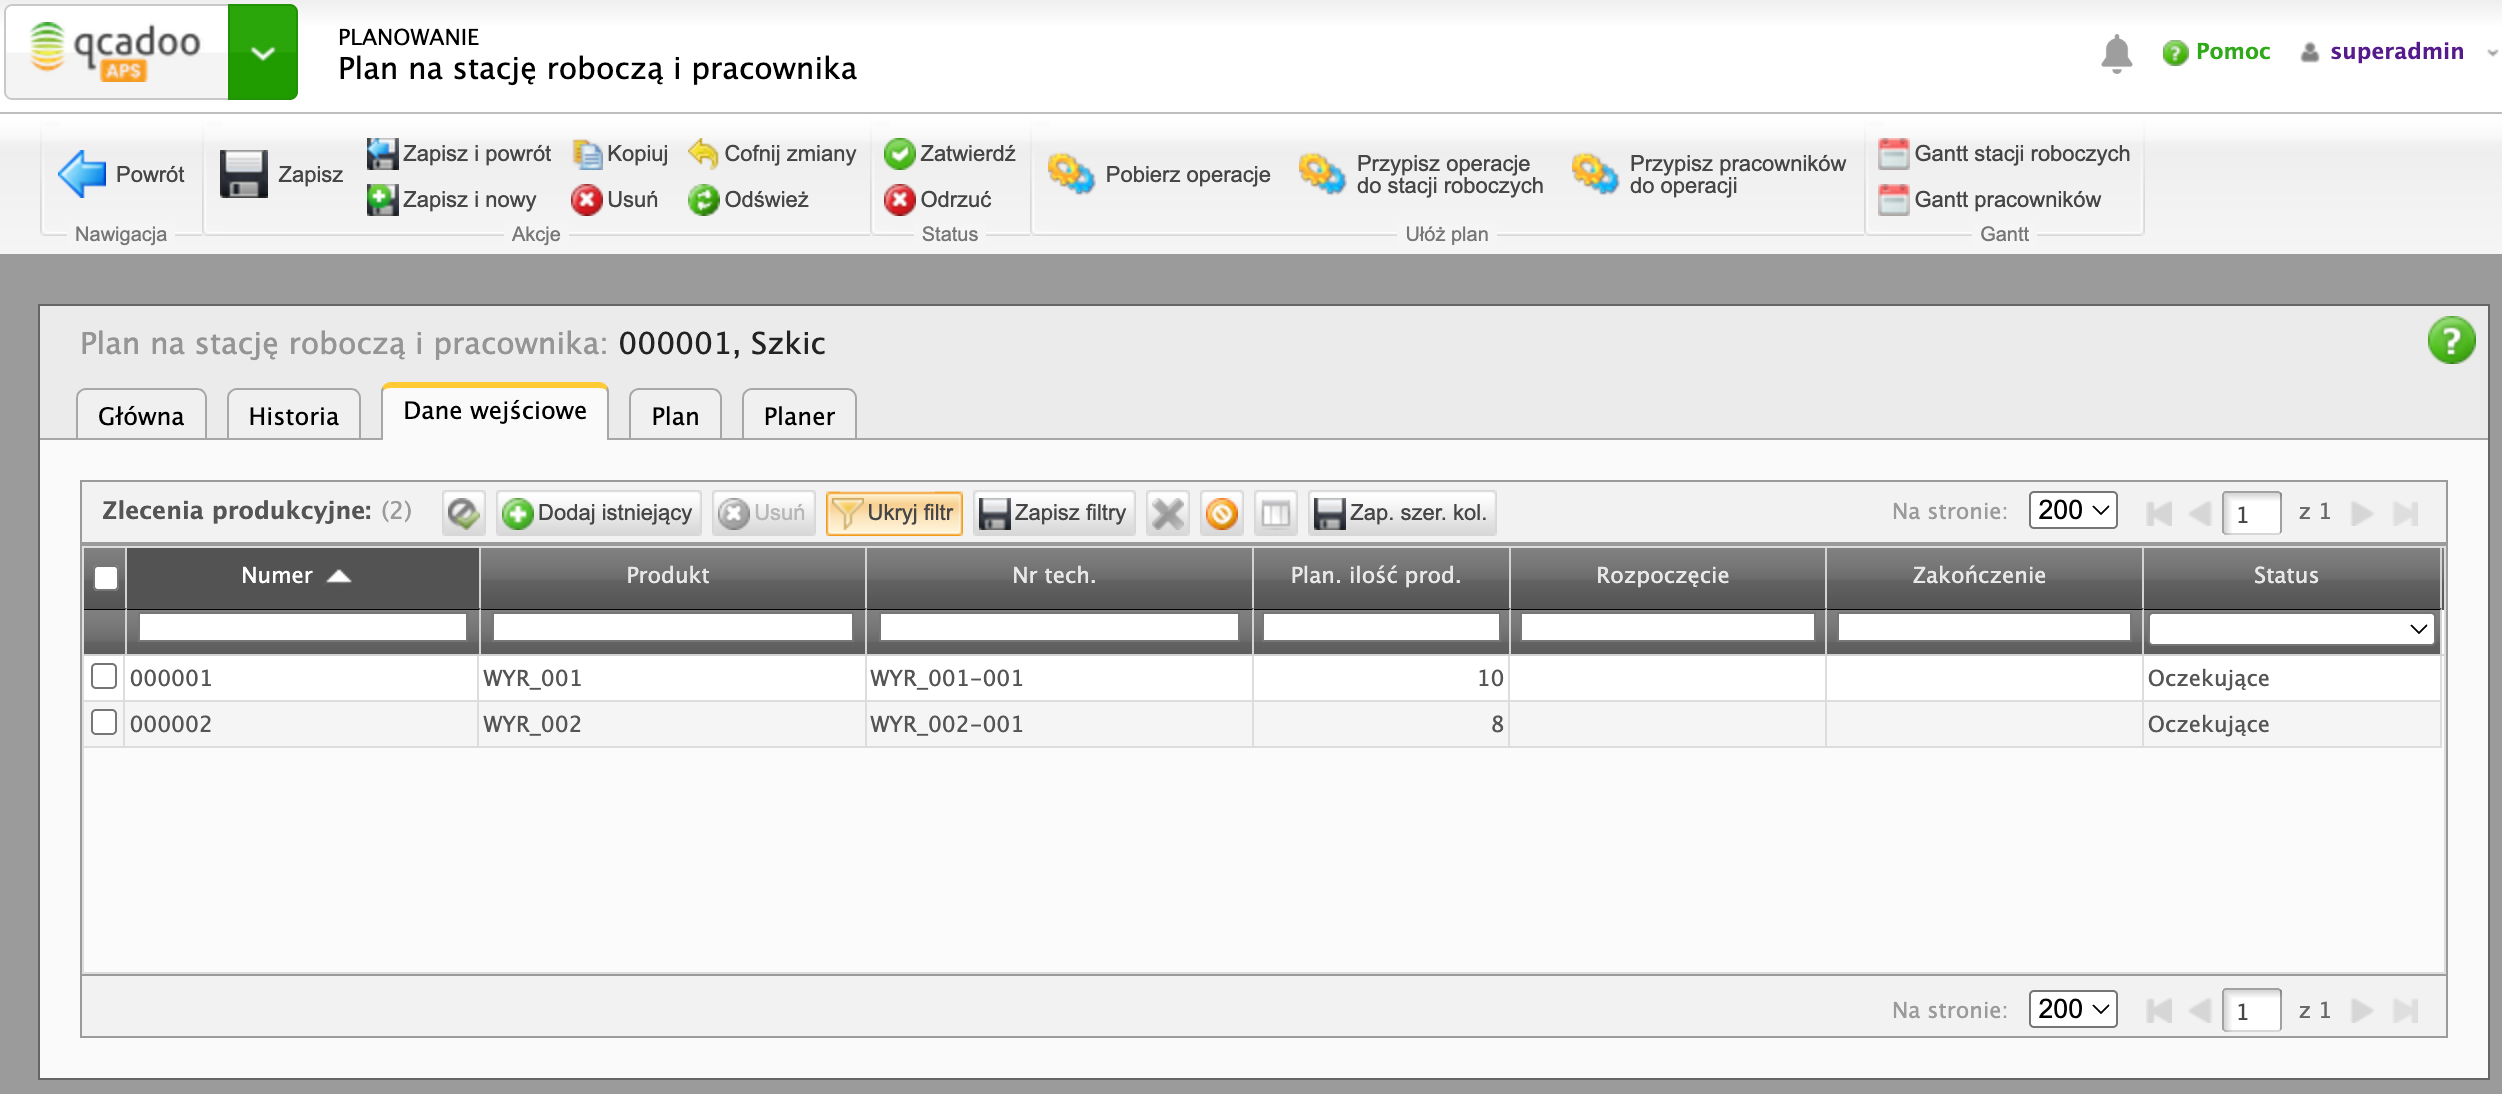 qcadoo
APS
PLANOWANIE
Plan na stację roboczą i pracownika
Pomoc
superadmin
Powrót
Nawigacja
Zapisz
Zapisz i powrót
Kopiuj
Cofnij zmiany
Zapisz i nowy
Usuń
Odśwież
Akcje
Zatwierdź
Odrzuć
Status
Pobierz operacje
Przypisz operacje
do stacji roboczych
Przypisz pracowników
do operacji
Ułóż plan
Gantt stacji roboczych
Gantt pracowników
Gantt
Plan na stację roboczą i pracownika: 000001, Szkic
?
Główna Historia Dane wejściowe Plan Planer
Zlecenia produkcyjne: (2) Dodaj istniejący Usuń Ukryj filtr Zapisz filtry Zap. szer. kol. Na stronie: 200 1 z 1
Numer Produkt Nr tech. Plan. ilość prod. Rozpoczęcie Zakończenie Status
000001 WYR_001 WYR_001-001 10 Oczekujące
000002 WYR_002 WYR_002-001 8 Oczekujące
Na stronie: 200 1 z 1